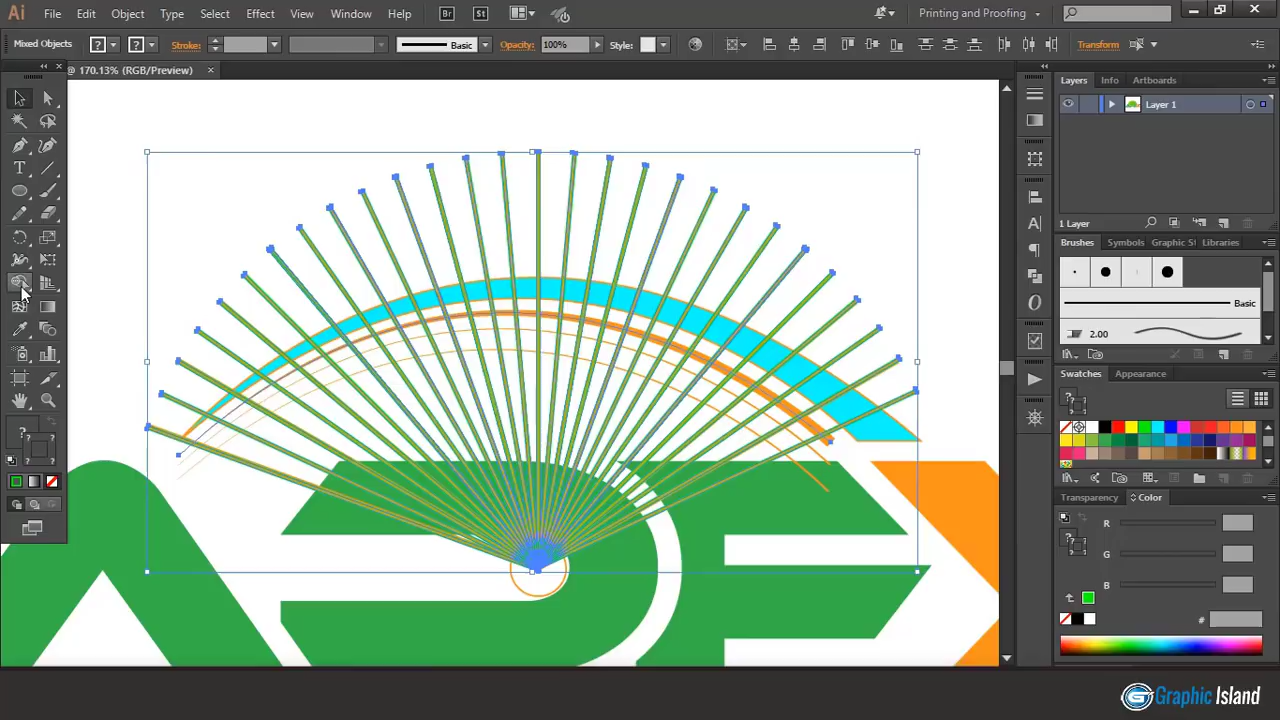 Ai File Edit Object Type Select Effect View Window Help Br St Printing and Proofing
Mixed Objects ? ? Stroke: Basic Opacity: 100% Style: Transform
@ 170.13% (RGB/Preview) ×
Layers Info Artboards
Layer 1
1 Layer
Brushes Symbols Graphic St Libraries
Basic
2.00
Swatches Appearance
Transparency Color
R
G
B
#
Graphic Island